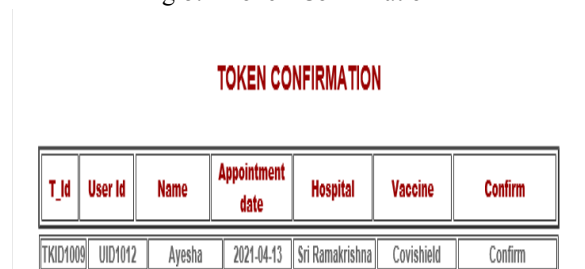 TOKEN CONFIRMATION
T_Id User Id Name Appointment date Hospital Vaccine Confirm
TKID1009 UID1012 Ayesha 2021-04-13 Sri Ramakrishna Covishield Confirm